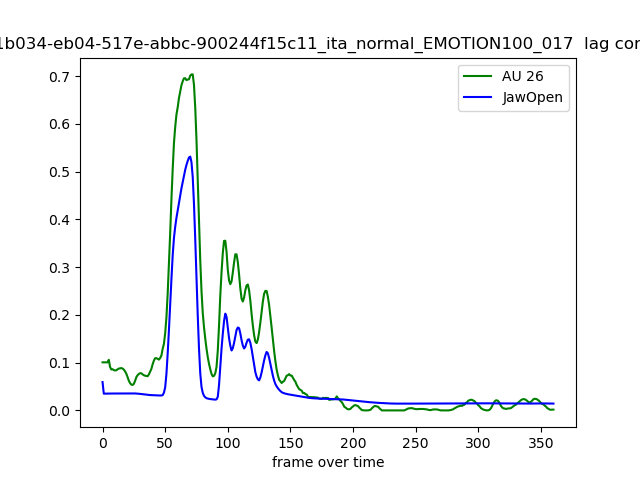 1b034-eb04-517e-abbc-900244f15c11_ita_normal_EMOTION100_017 lag cor
AU 26
JawOpen
0.7
0.6
0.5
0.4
0.3
0.2
0.1
0.0
0 50 100 150 200 250 300 350
frame over time